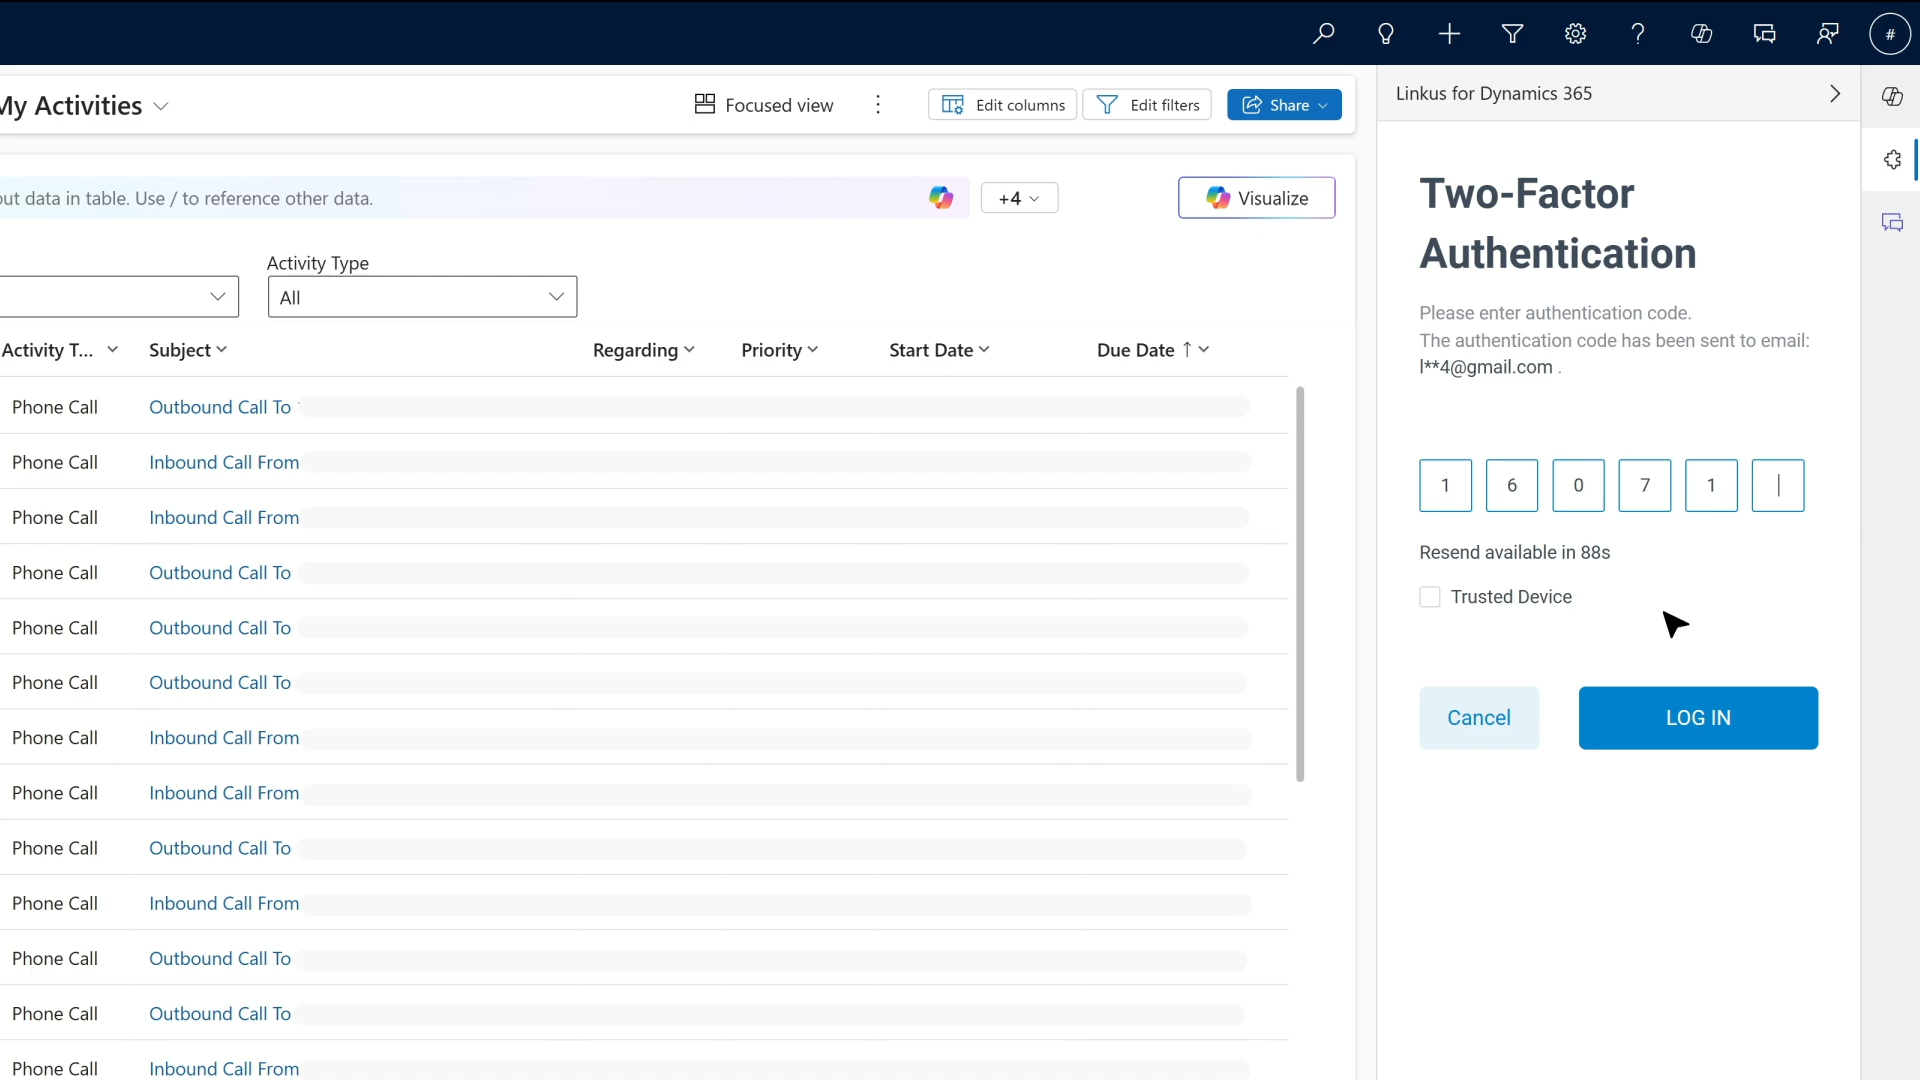 #
My Activities
Focused view
Edit columns
Edit filters
Share
out data in table. Use / to reference other data.
+4
Visualize
Activity Type
All
Activity T...
Subject
Regarding
Priority
Start Date
Due Date
Phone Call Outbound Call To
Phone Call Inbound Call From
Phone Call Inbound Call From
Phone Call Outbound Call To
Phone Call Outbound Call To
Phone Call Outbound Call To
Phone Call Inbound Call From
Phone Call Inbound Call From
Phone Call Outbound Call To
Phone Call Inbound Call From
Phone Call Outbound Call To
Phone Call Outbound Call To
Phone Call Inbound Call From
Linkus for Dynamics 365
Two-Factor
Authentication
Please enter authentication code.
The authentication code has been sent to email:
l**4@gmail.com .
1 6 0 7 1
Resend available in 88s
Trusted Device
Cancel
LOG IN